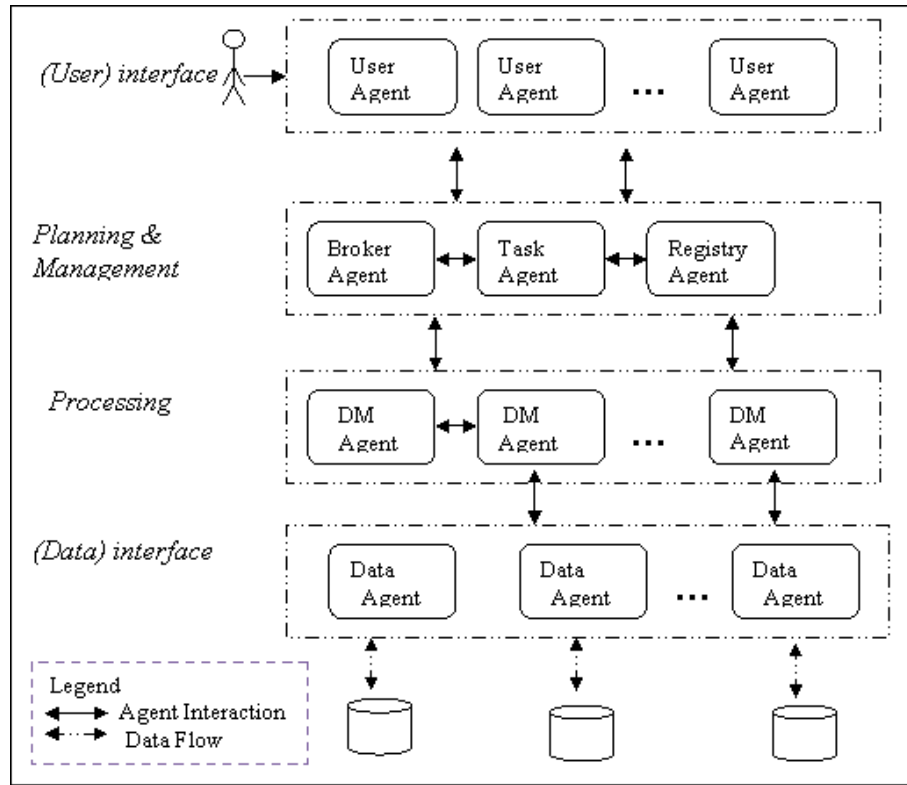 (User) interface
User
Agent
User
Agent
...
User
Agent
Planning &
Management
Broker
Agent
Task
Agent
Registry
Agent
Processing
DM
Agent
DM
Agent
...
DM
Agent
(Data) interface
Data
Agent
Data
Agent
...
Data
Agent
Legend
Agent Interaction
Data Flow